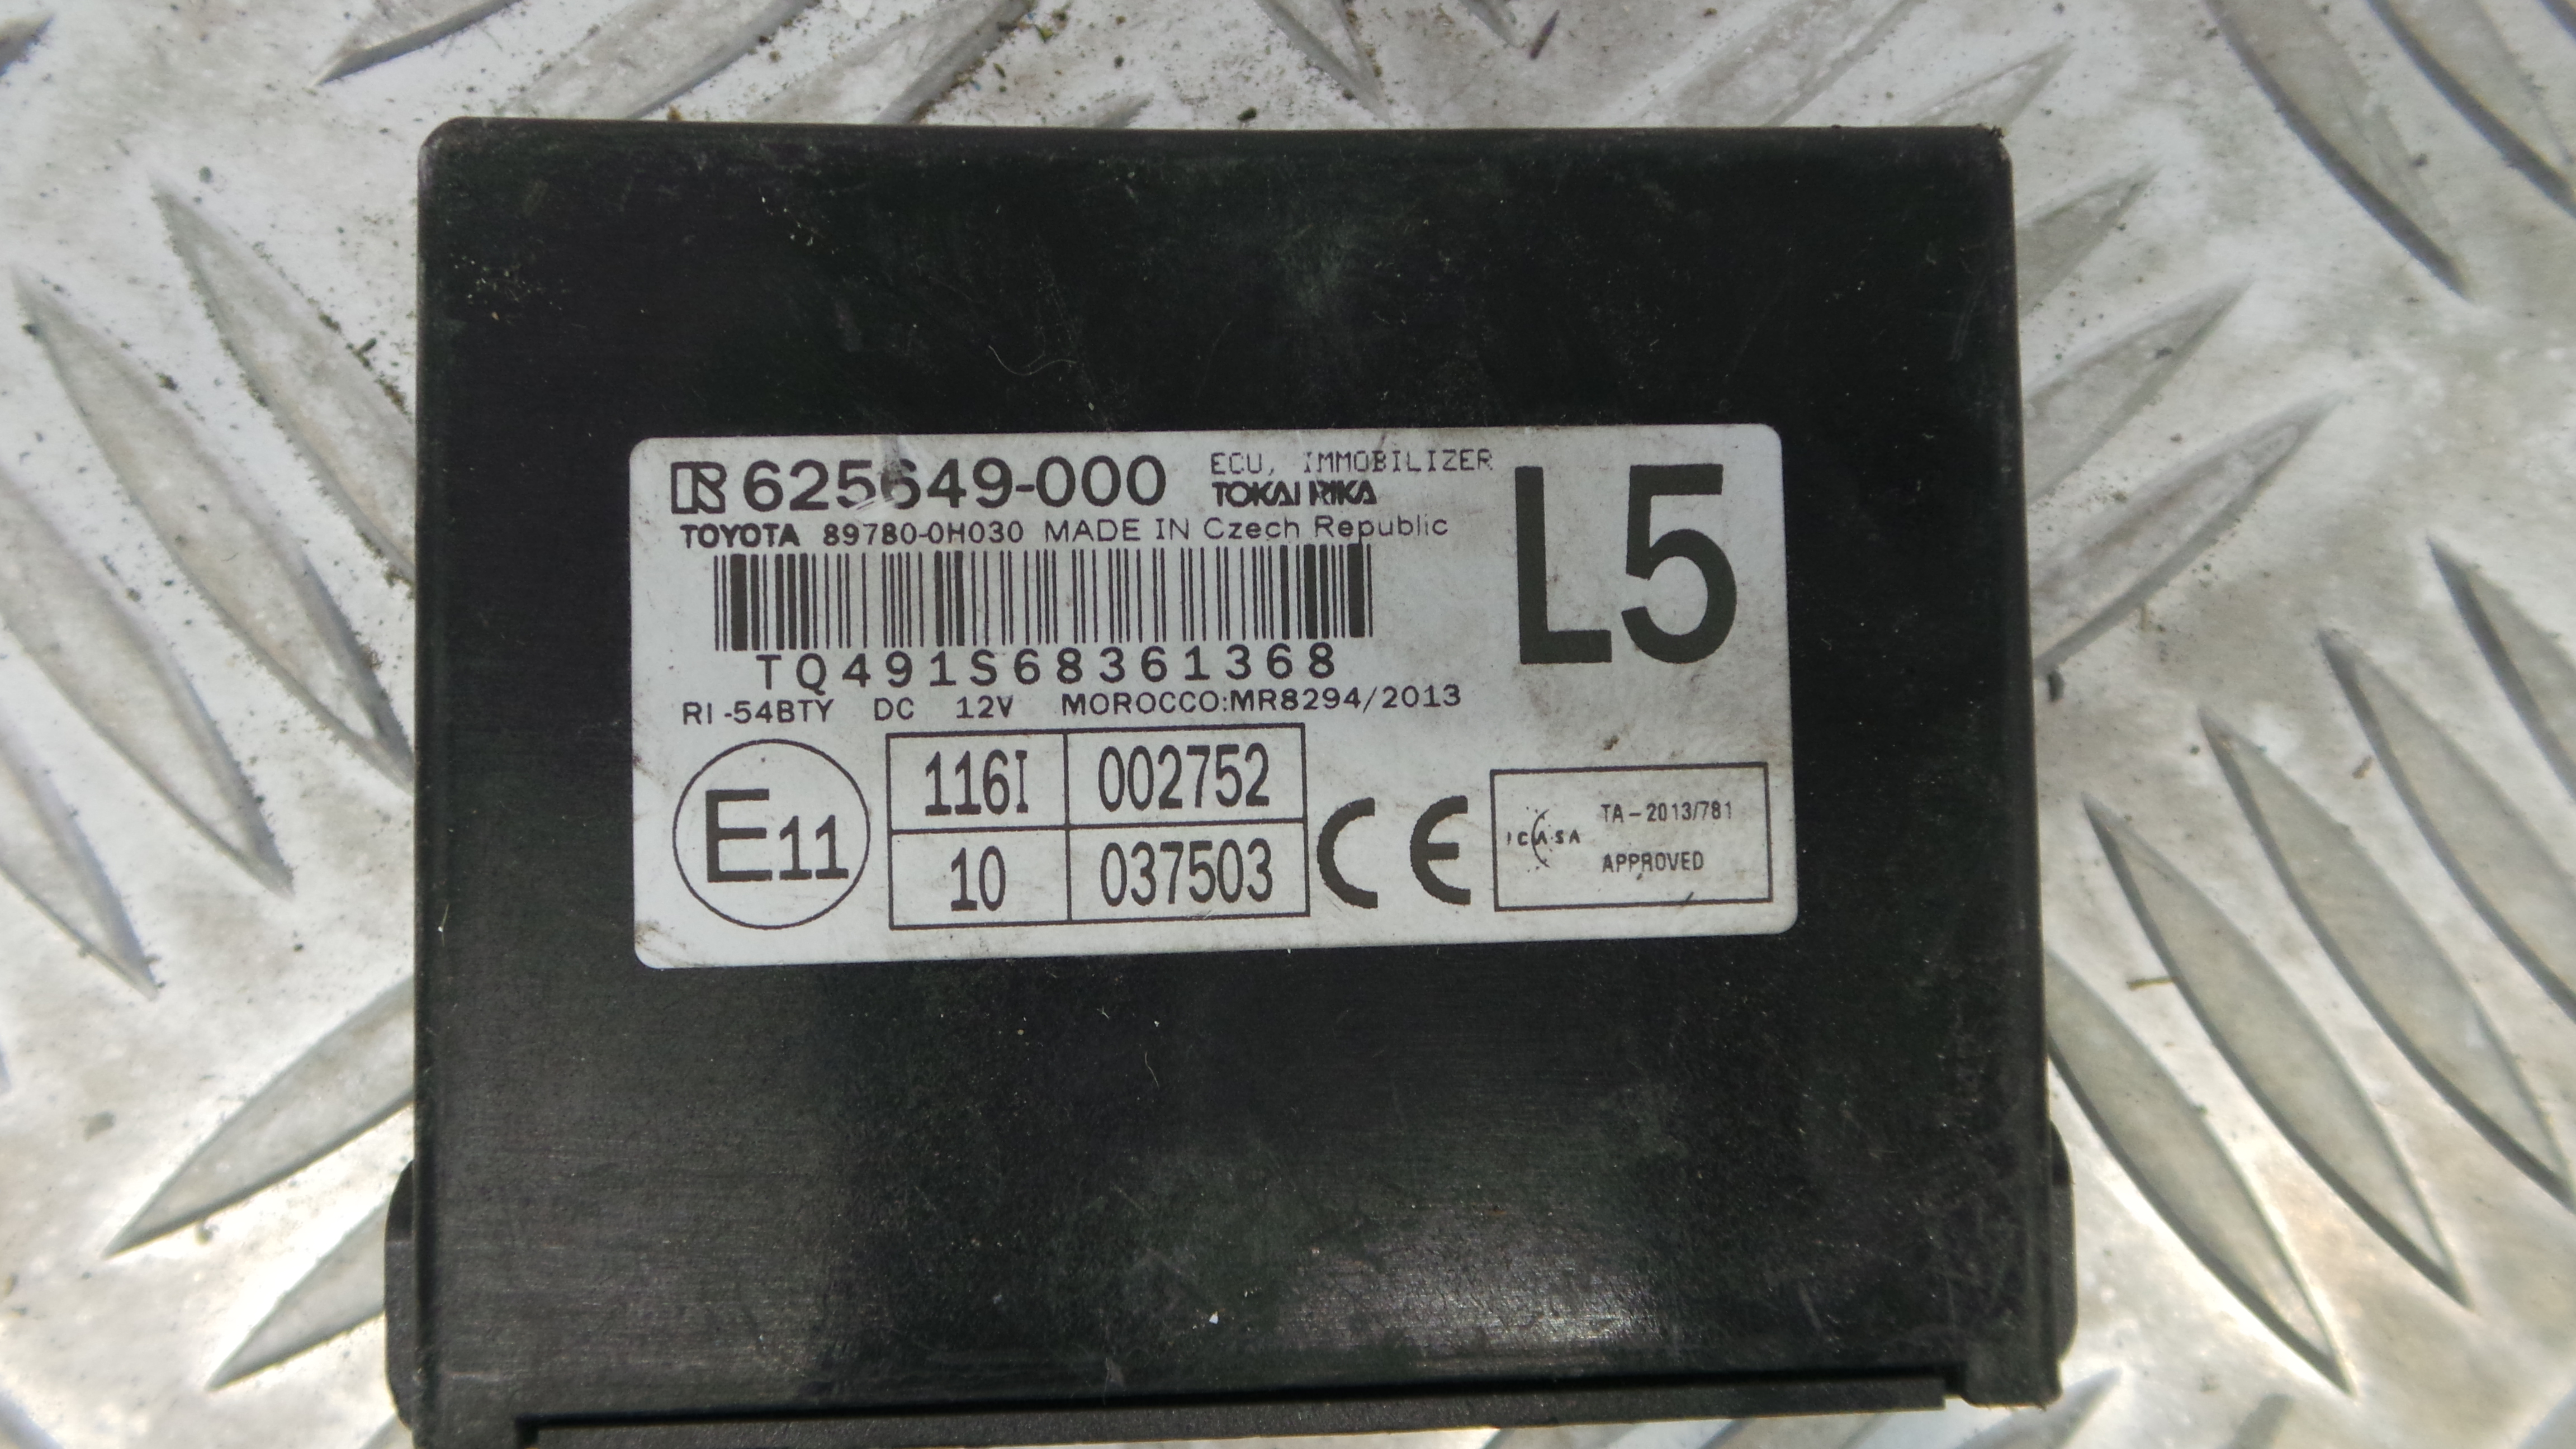 R 625649-000 ECU, IMMOBILIZER
TOKAI RIKA
L5
TOYOTA 89780-0H030 MADE IN Czech Republic
TQ491S68361368
RI-54BTY DC 12V MOROCCO:MR8294/2013
E11
116I 002752
10 037503
CE
ICASA
TA-2013/781
APPROVED